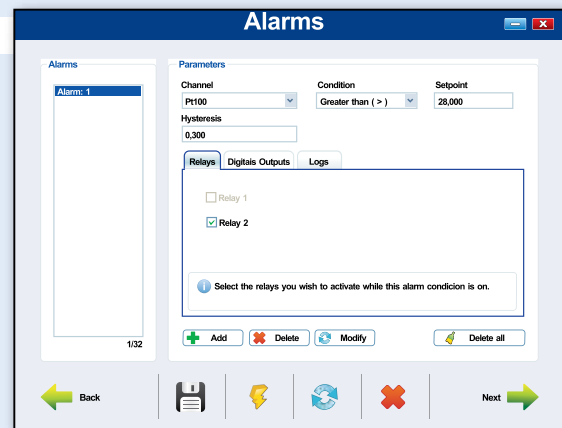 Alarms
Alarms
Alarm: 1
1/32
Parameters
Channel
Condition
Setpoint
Pt100
Greater than ( > )
28,000
Hysteresis
0,300
Relays
Digitais Outputs
Logs
Relay 1
Relay 2
Select the relays you wish to activate while this alarm condicion is on.
Add
Delete
Modify
Delete all
Back
Next